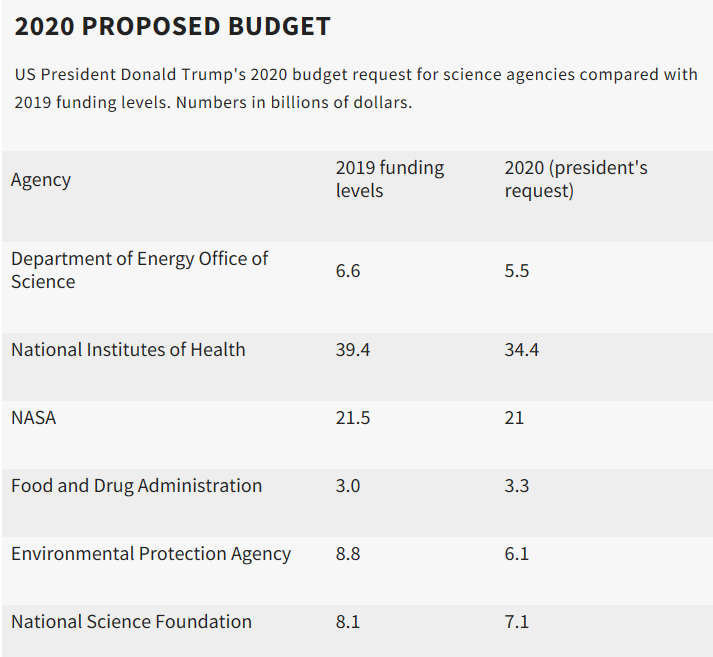 2020 PROPOSED BUDGET
US President Donald Trump's 2020 budget request for science agencies compared with
2019 funding levels. Numbers in billions of dollars.
Agency 2019 funding levels 2020 (president's request)
Department of Energy Office of Science 6.6 5.5
National Institutes of Health 39.4 34.4
NASA 21.5 21
Food and Drug Administration 3.0 3.3
Environmental Protection Agency 8.8 6.1
National Science Foundation 8.1 7.1